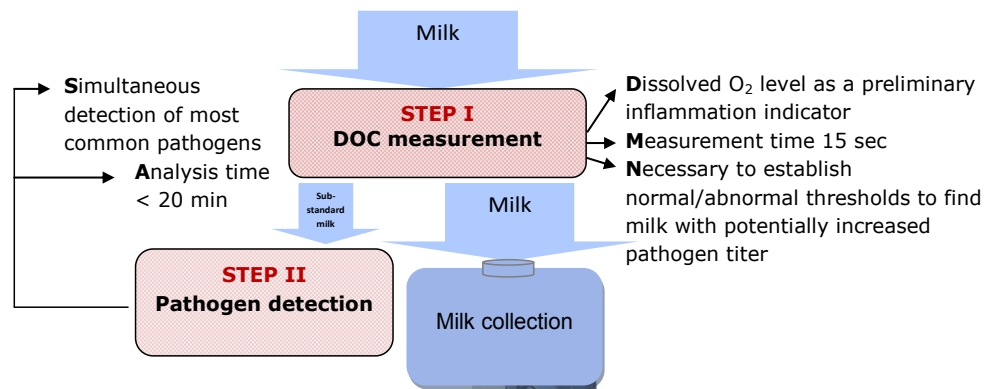 Milk
Simultaneous
detection of most
common pathogens
Analysis time
< 20 min
STEP I
DOC measurement
Dissolved O₂ level as a preliminary
inflammation indicator
Measurement time 15 sec
Necessary to establish
normal/abnormal thresholds to find
milk with potentially increased
pathogen titer
Sub-
standard
milk
Milk
STEP II
Pathogen detection
Milk collection